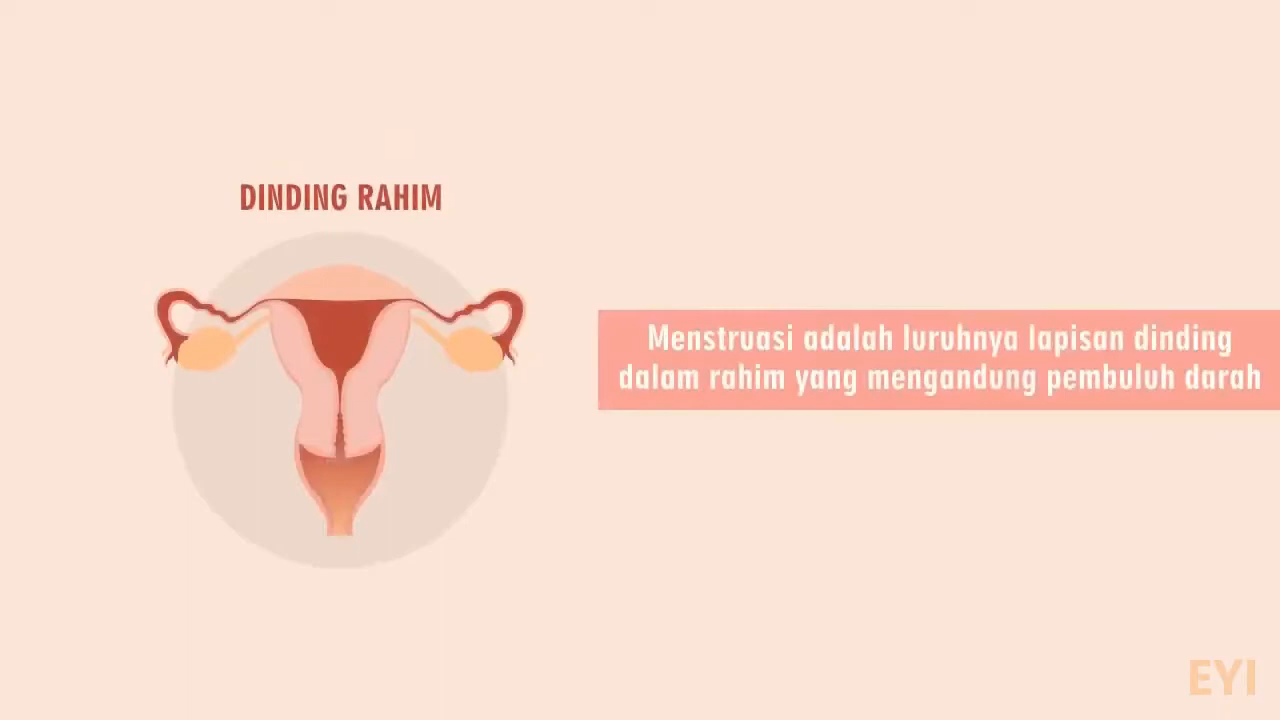 DINDING RAHIM
Menstruasi adalah luruhnya lapisan dinding
dalam rahim yang mengandung pembuluh darah
EYI